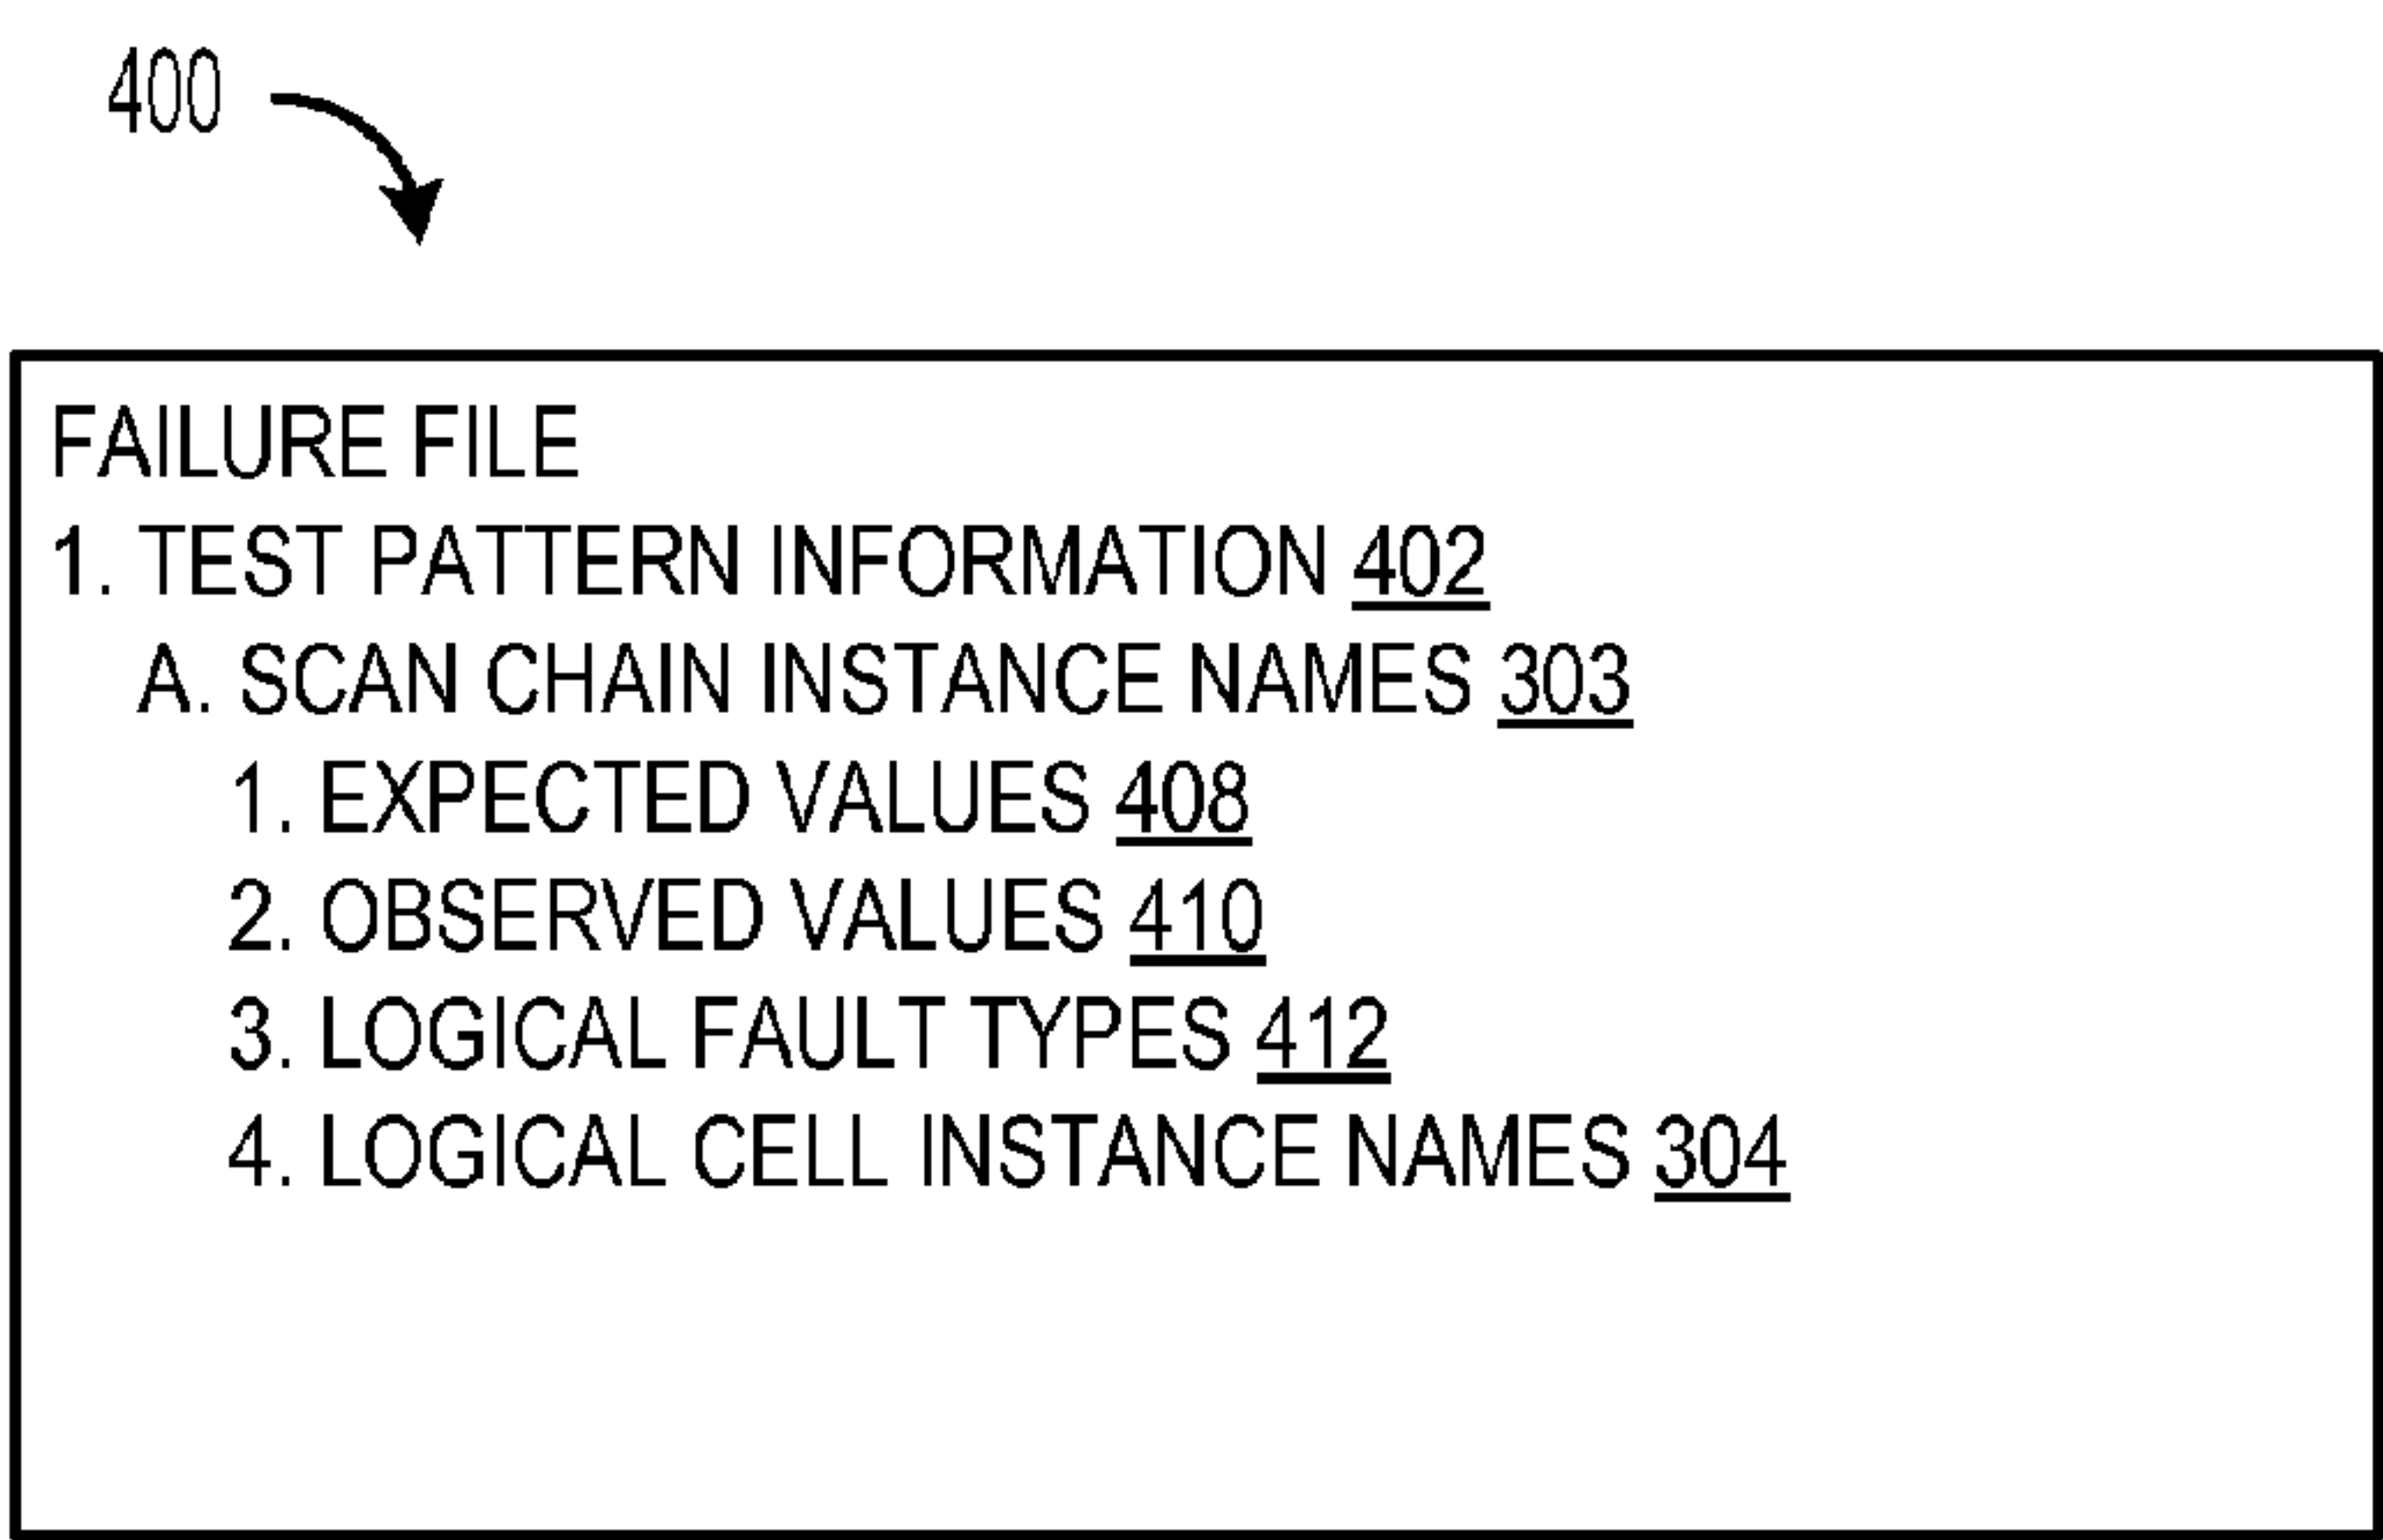 400
FAILURE FILE
1. TEST PATTERN INFORMATION 402
A. SCAN CHAIN INSTANCE NAMES 303
1. EXPECTED VALUES 408
2. OBSERVED VALUES 410
3. LOGICAL FAULT TYPES 412
4. LOGICAL CELL INSTANCE NAMES 304